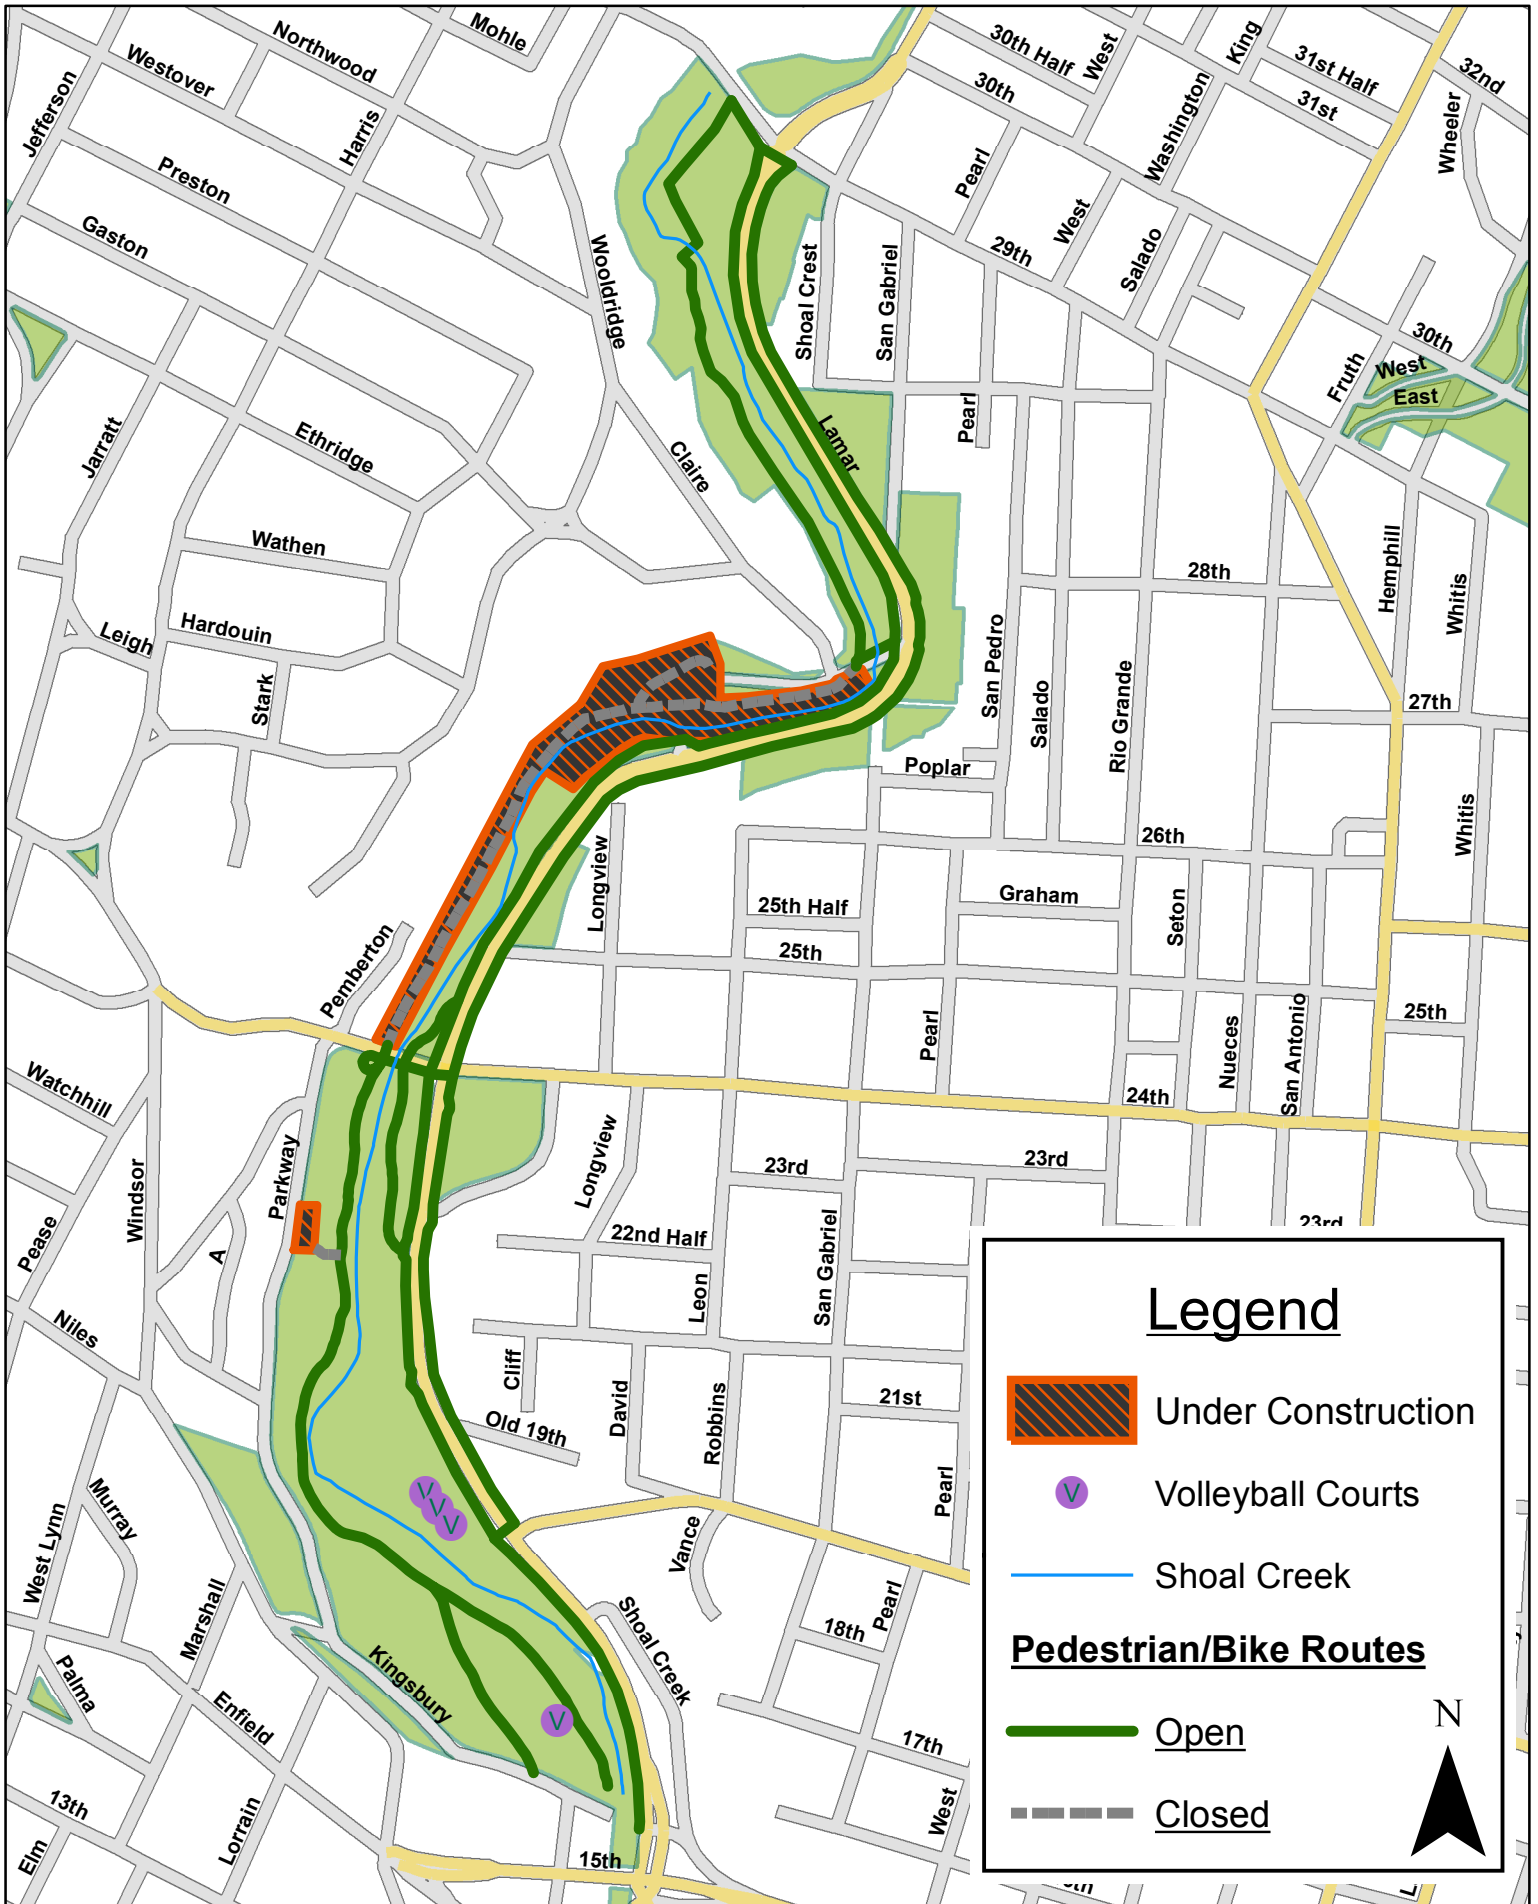 Mohle
Northwood
Westover
Jefferson
Harris
Preston
Gaston
Wooldridge
30th Half
West
King
31st Half
32nd
30th
31st
Washington
Wheeler
Pearl
West
Salado
29th
Shoal Crest
San Gabriel
30th
West
East
Fruth
Jarratt
Ethridge
Claire
Lamar
Pearl
Wathen
Hemphill
Whitis
28th
Leigh
Hardouin
Stark
San Pedro
Salado
Rio Grande
27th
Poplar
26th
Whitis
Longview
25th Half
Graham
Seton
25th
Pemberton
Pearl
Nueces
San Antonio
25th
Watchhill
24th
Windsor
Parkway
Longview
23rd
23rd
23rd
Pease
A
22nd Half
Leon
San Gabriel
Niles
Cliff
David
Robbins
21st
Old 19th
Pearl
Murray
West Lynn
Vance
Marshall
Shoal Creek
18th
Pearl
Palma
Kingsbury
Enfield
17th
West
13th
Lorrain
Elm
15th
V
V
V
V
Legend
Under Construction
V Volleyball Courts
Shoal Creek
Pedestrian/Bike Routes
Open
N
Closed